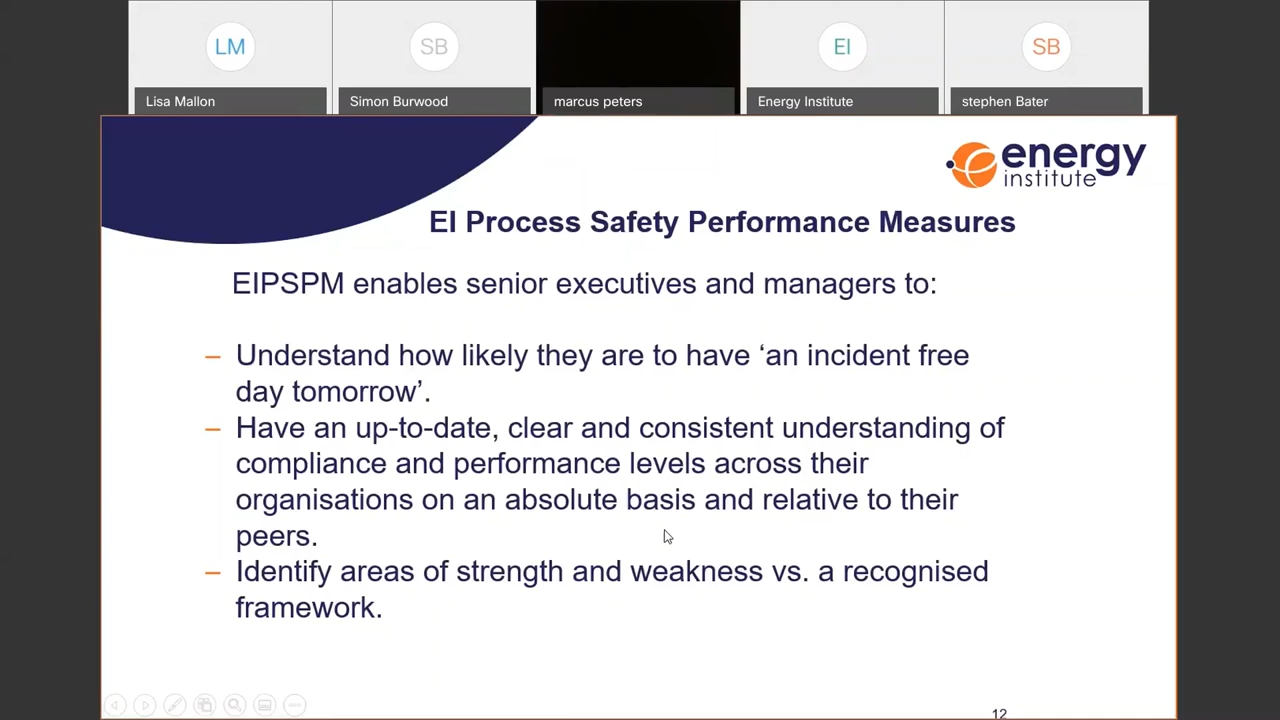 LM
SB
EI
SB
Lisa Mallon
Simon Burwood
marcus peters
Energy Institute
stephen Bater
energy
institute
EI Process Safety Performance Measures
EIPSPM enables senior executives and managers to:
– Understand how likely they are to have ‘an incident free
day tomorrow’.
– Have an up-to-date, clear and consistent understanding of
compliance and performance levels across their
organisations on an absolute basis and relative to their
peers.
– Identify areas of strength and weakness vs. a recognised
framework.
12